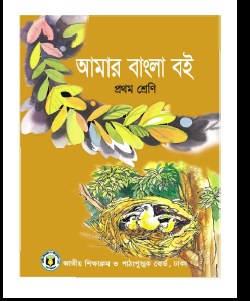 আমার বাংলা বই
প্রথম শ্রেণি
জাতীয় শিক্ষাক্রম ও পাঠ্যপুস্তক বোর্ড, ঢাকা